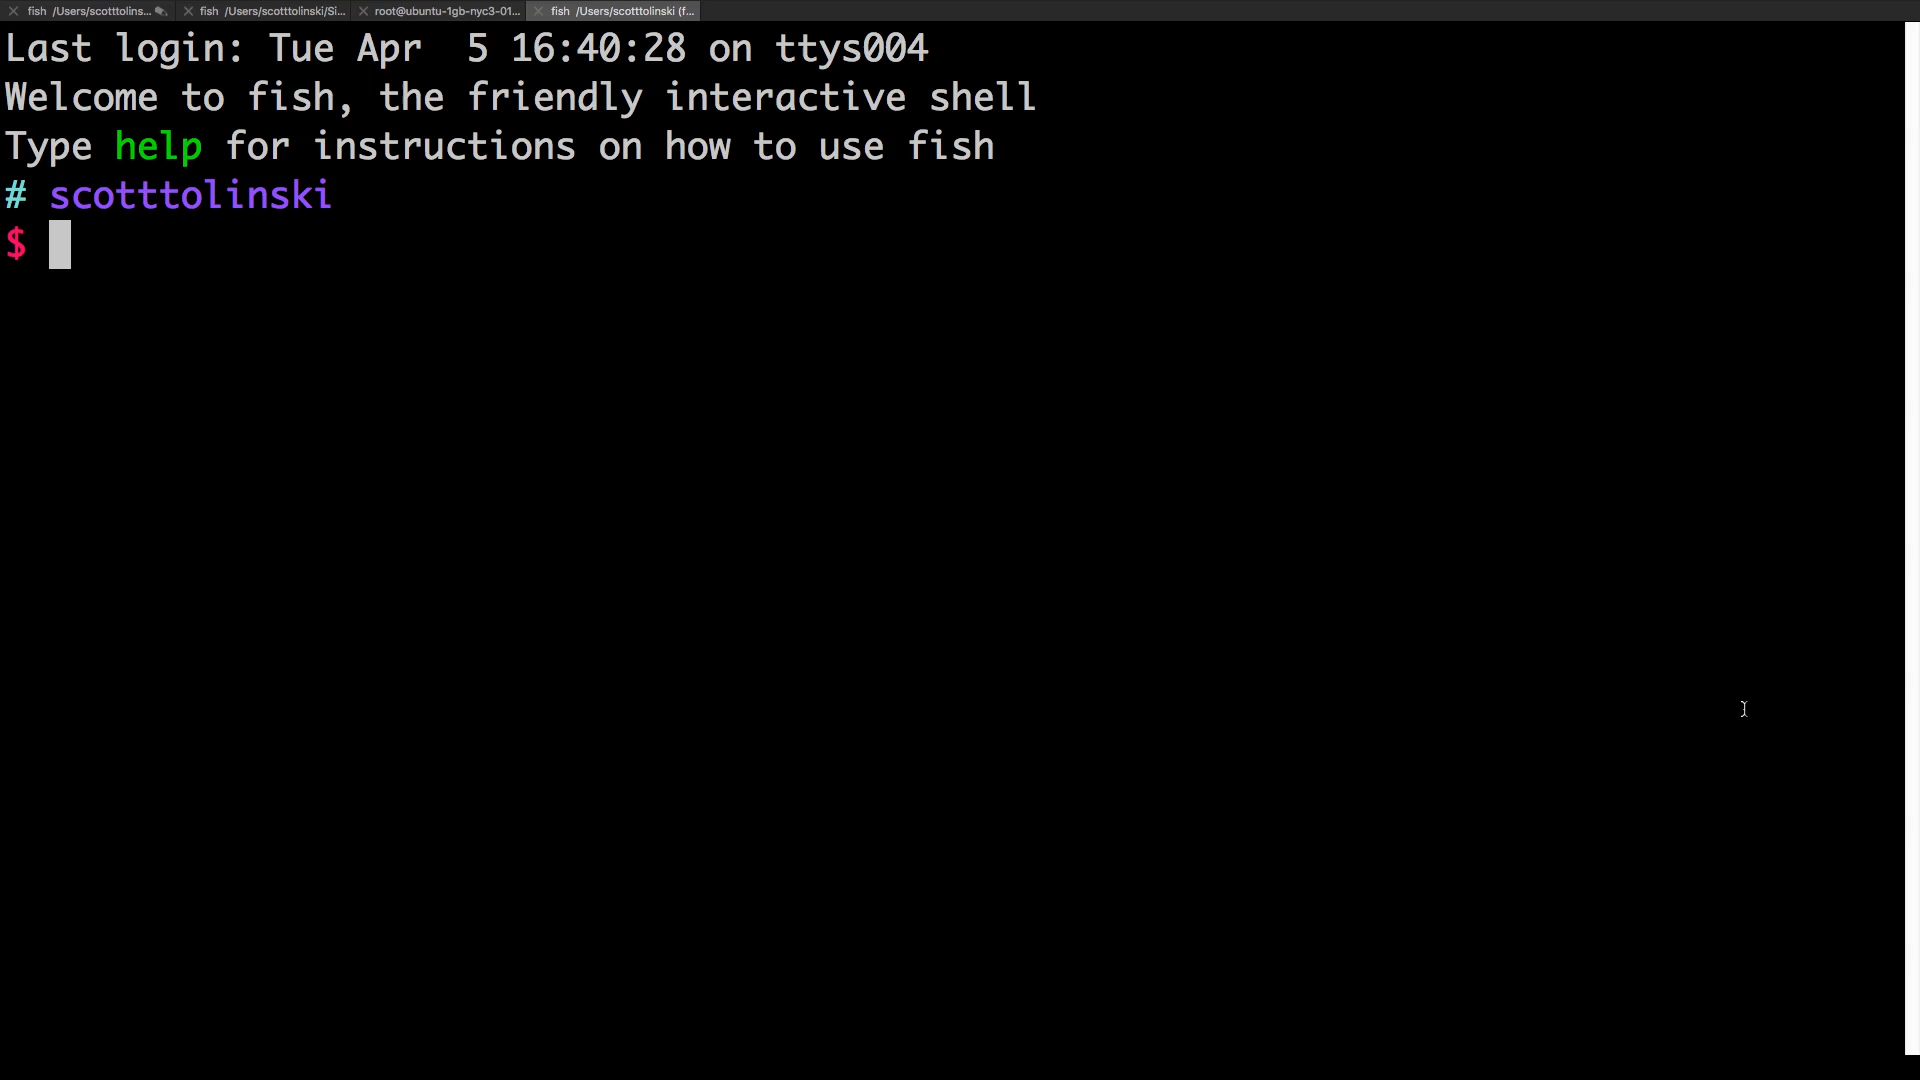 fish /Users/scotttolins...
fish /Users/scotttolinski/Si...
root@ubuntu-1gb-nyc3-01...
fish /Users/scotttolinski (f...
Last login: Tue Apr  5 16:40:28 on ttys004
Welcome to fish, the friendly interactive shell
Type help for instructions on how to use fish
# scotttolinski
$